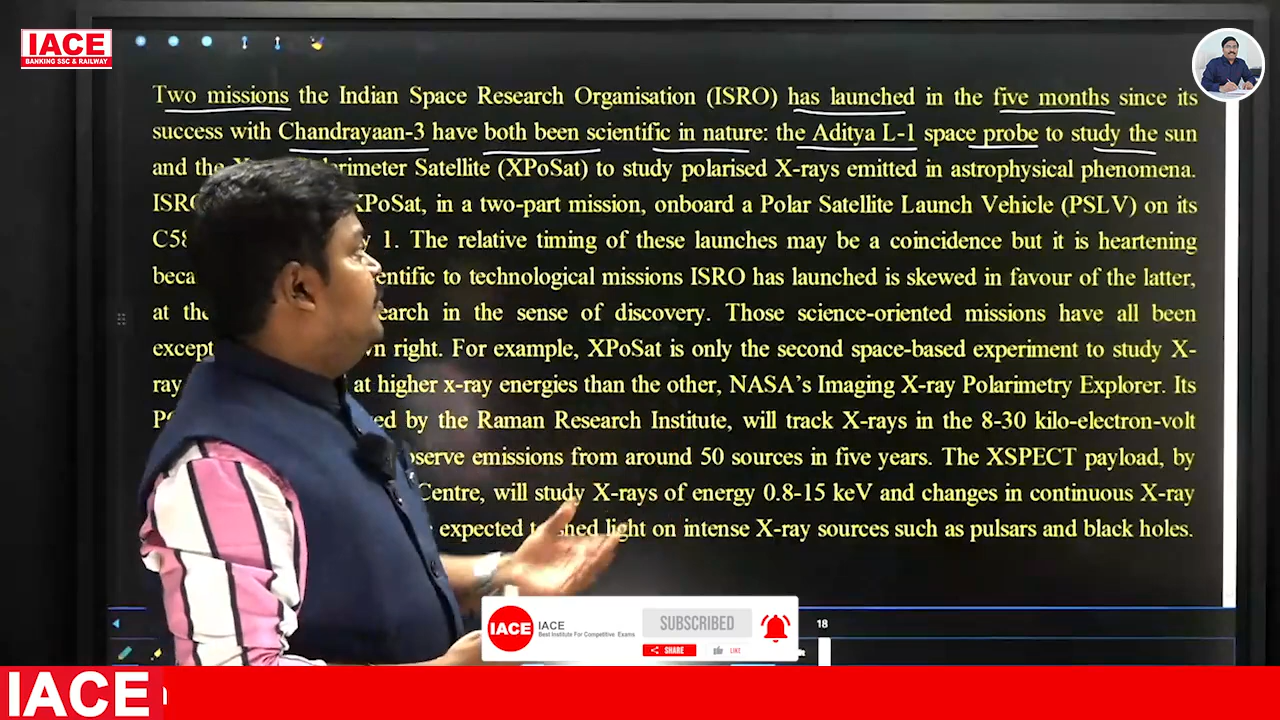 IACE
BANKING SSC & RAILWAY
Two missions the Indian Space Research Organisation (ISRO) has launched in the five months since its
success with Chandrayaan-3 have both been scientific in nature: the Aditya L-1 space probe to study the sun
and the Satellite (XPoSat) to study polarised X-rays emitted in astrophysical phenomena.
XPoSat, in a two-part mission, onboard a Polar Satellite Launch Vehicle (PSLV) on its
1. The relative timing of these launches may be a coincidence but it is heartening
to technological missions ISRO has launched is skewed in favour of the latter,
at in the sense of discovery. Those science-oriented missions have all been
right. For example, XPoSat is only the second space-based experiment to study X-
at higher x-ray energies than the other, NASA's Imaging X-ray Polarimetry Explorer. Its
by the Raman Research Institute, will track X-rays in the 8-30 kilo-electron-volt
emissions from around 50 sources in five years. The XSPECT payload, by
Centre, will study X-rays of energy 0.8-15 keV and changes in continuous X-ray
expected to shed light on intense X-ray sources such as pulsars and black holes.
IACE
IACE
Best Institute For Competitive Exams
SUBSCRIBED
SHARE
LIKE
18
IACE